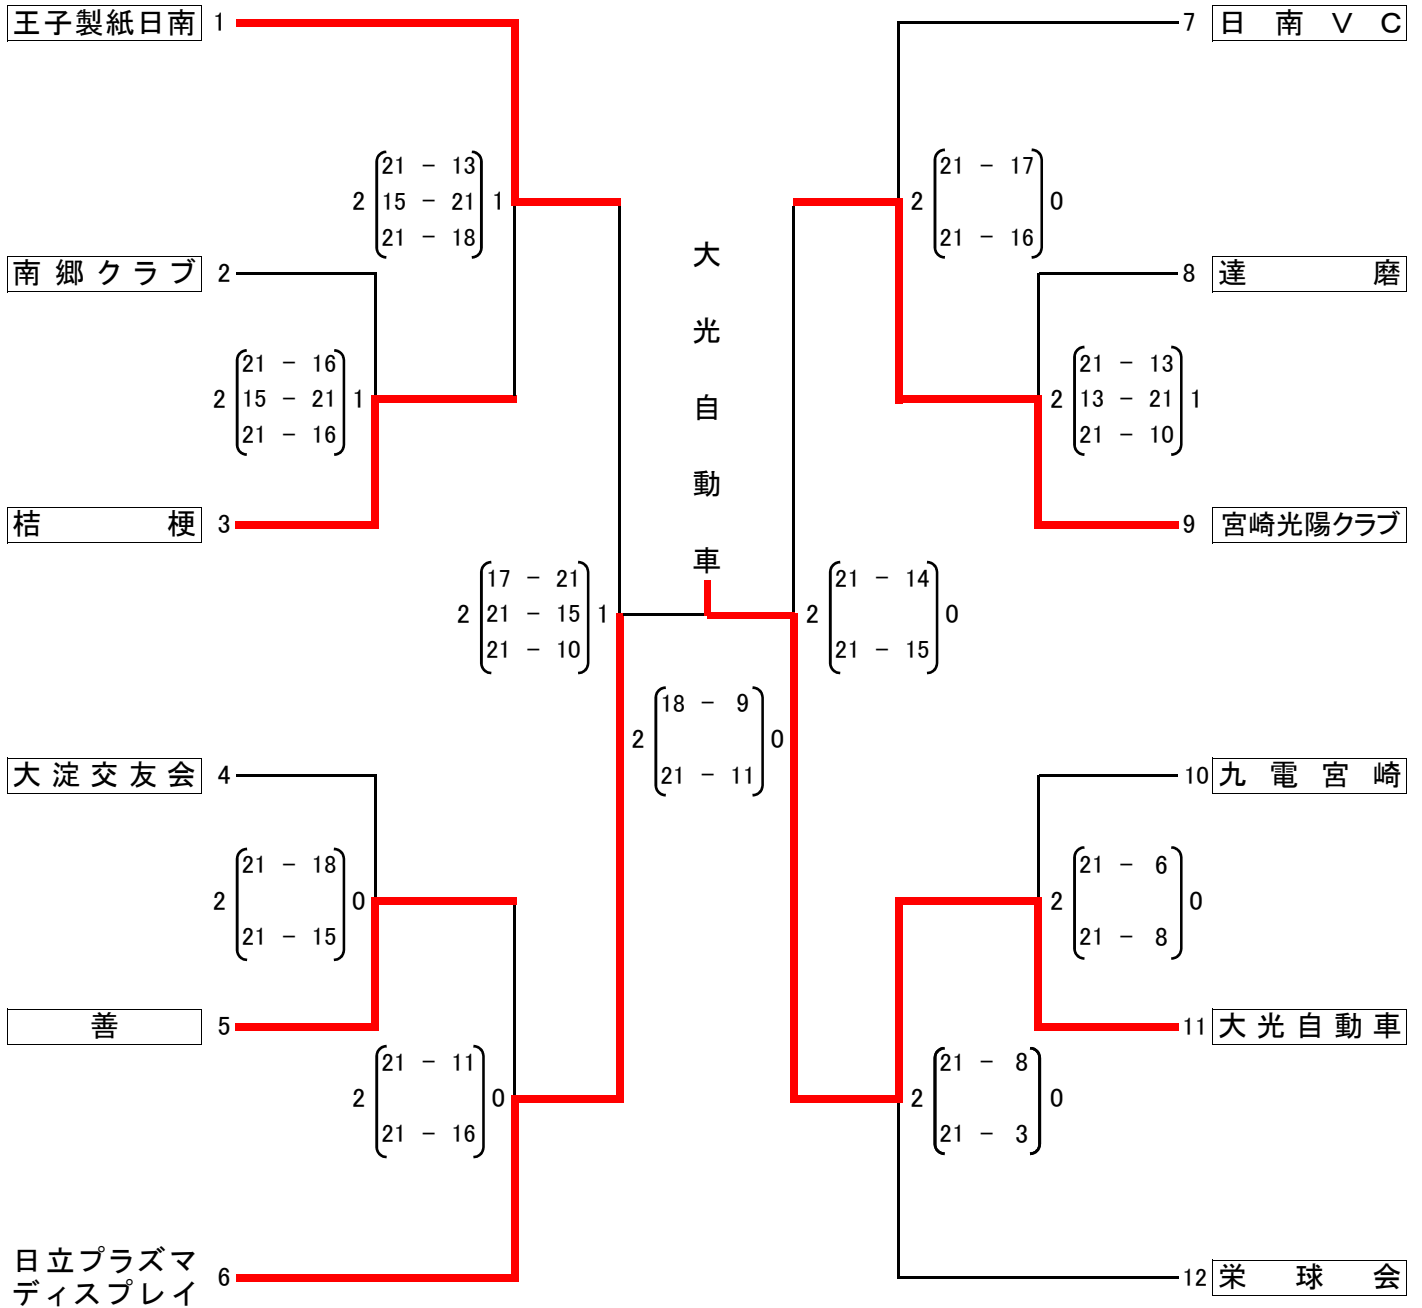 王子製紙日南 1
7 日南VC
21 - 13
2 15 - 21 1
21 - 18
21 - 17
2 0
21 - 16
大光自動車
南郷クラブ 2
8 達磨
21 - 16
2 15 - 21 1
21 - 16
21 - 13
2 13 - 21 1
21 - 10
桔梗 3
9 宮崎光陽クラブ
17 - 21
2 21 - 15 1
21 - 10
21 - 14
2 0
21 - 15
18 - 9
2 0
21 - 11
大淀交友会 4
10 九電宮崎
21 - 18
2 0
21 - 15
21 - 6
2 0
21 - 8
善 5
11 大光自動車
21 - 11
2 0
21 - 16
21 - 8
2 0
21 - 3
日立プラズマ
ディスプレイ 6
12 栄球会